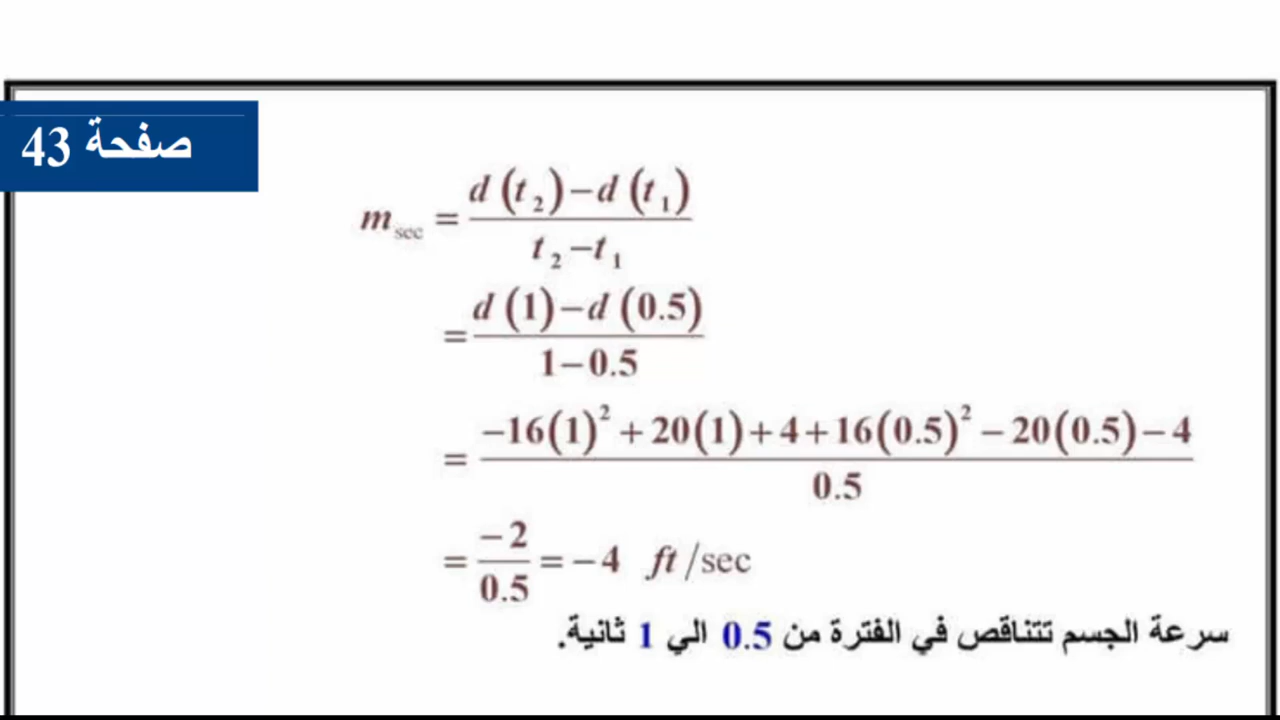 صفحة 43
m_sec = (d(t_2) − d(t_1)) / (t_2 − t_1)
= (d(1) − d(0.5)) / (1 − 0.5)
= (−16(1)² + 20(1) + 4 + 16(0.5)² − 20(0.5) − 4) / 0.5
= −2 / 0.5 = −4 ft/sec
سرعة الجسم تتناقص في الفترة من 0.5 الي 1 ثانية.